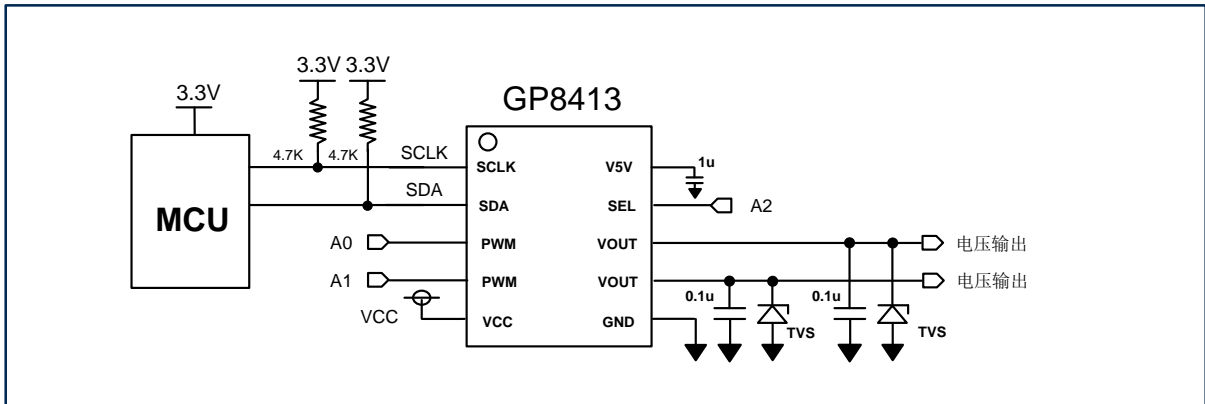 3.3V 3.3V
3.3V
GP8413
4.7K 4.7K
SCLK
SCLK
V5V
1u
SDA
SDA
SEL
A2
MCU
A0
PWM
VOUT
电压输出
A1
PWM
VOUT
电压输出
0.1u
0.1u
VCC
VCC
GND
TVS
TVS